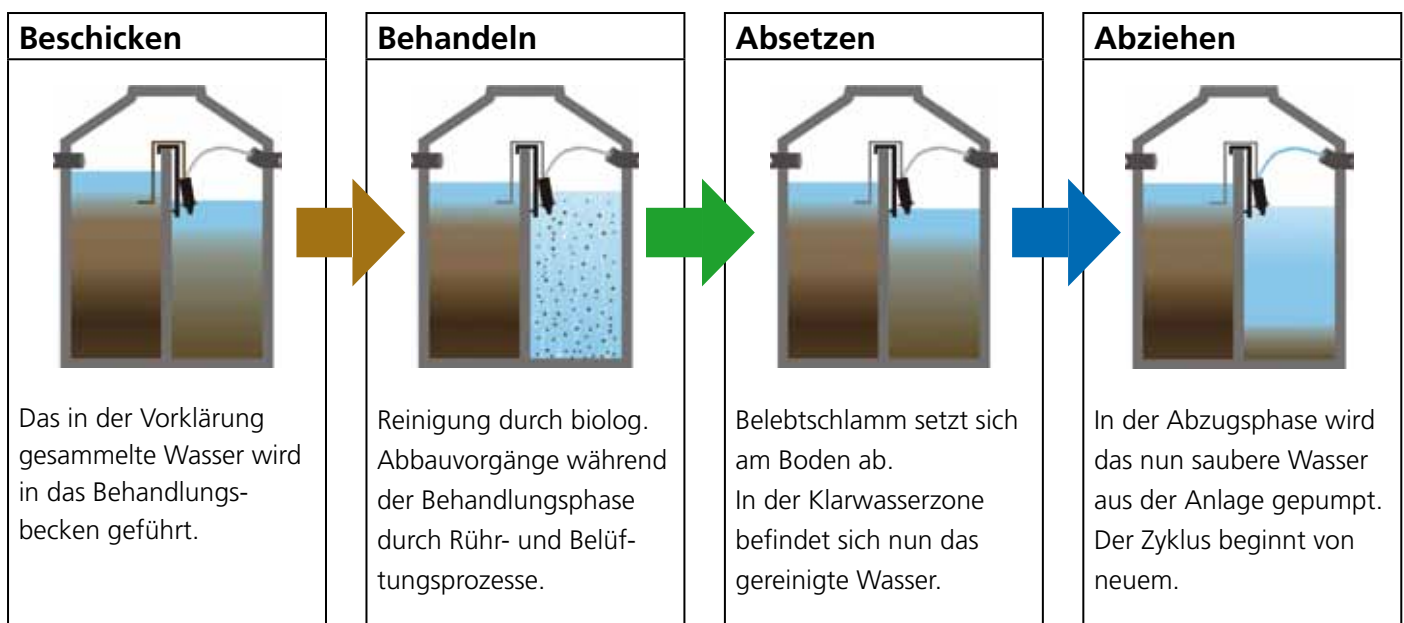 Beschicken
Das in der Vorklärung
gesammelte Wasser wird
in das Behandlungs-
becken geführt.
Behandeln
Reinigung durch biolog.
Abbauvorgänge während
der Behandlungsphase
durch Rühr- und Belüf-
tungsprozesse.
Absetzen
Belebtschlamm setzt sich
am Boden ab.
In der Klarwasserzone
befindet sich nun das
gereinigte Wasser.
Abziehen
In der Abzugsphase wird
das nun saubere Wasser
aus der Anlage gepumpt.
Der Zyklus beginnt von
neuem.